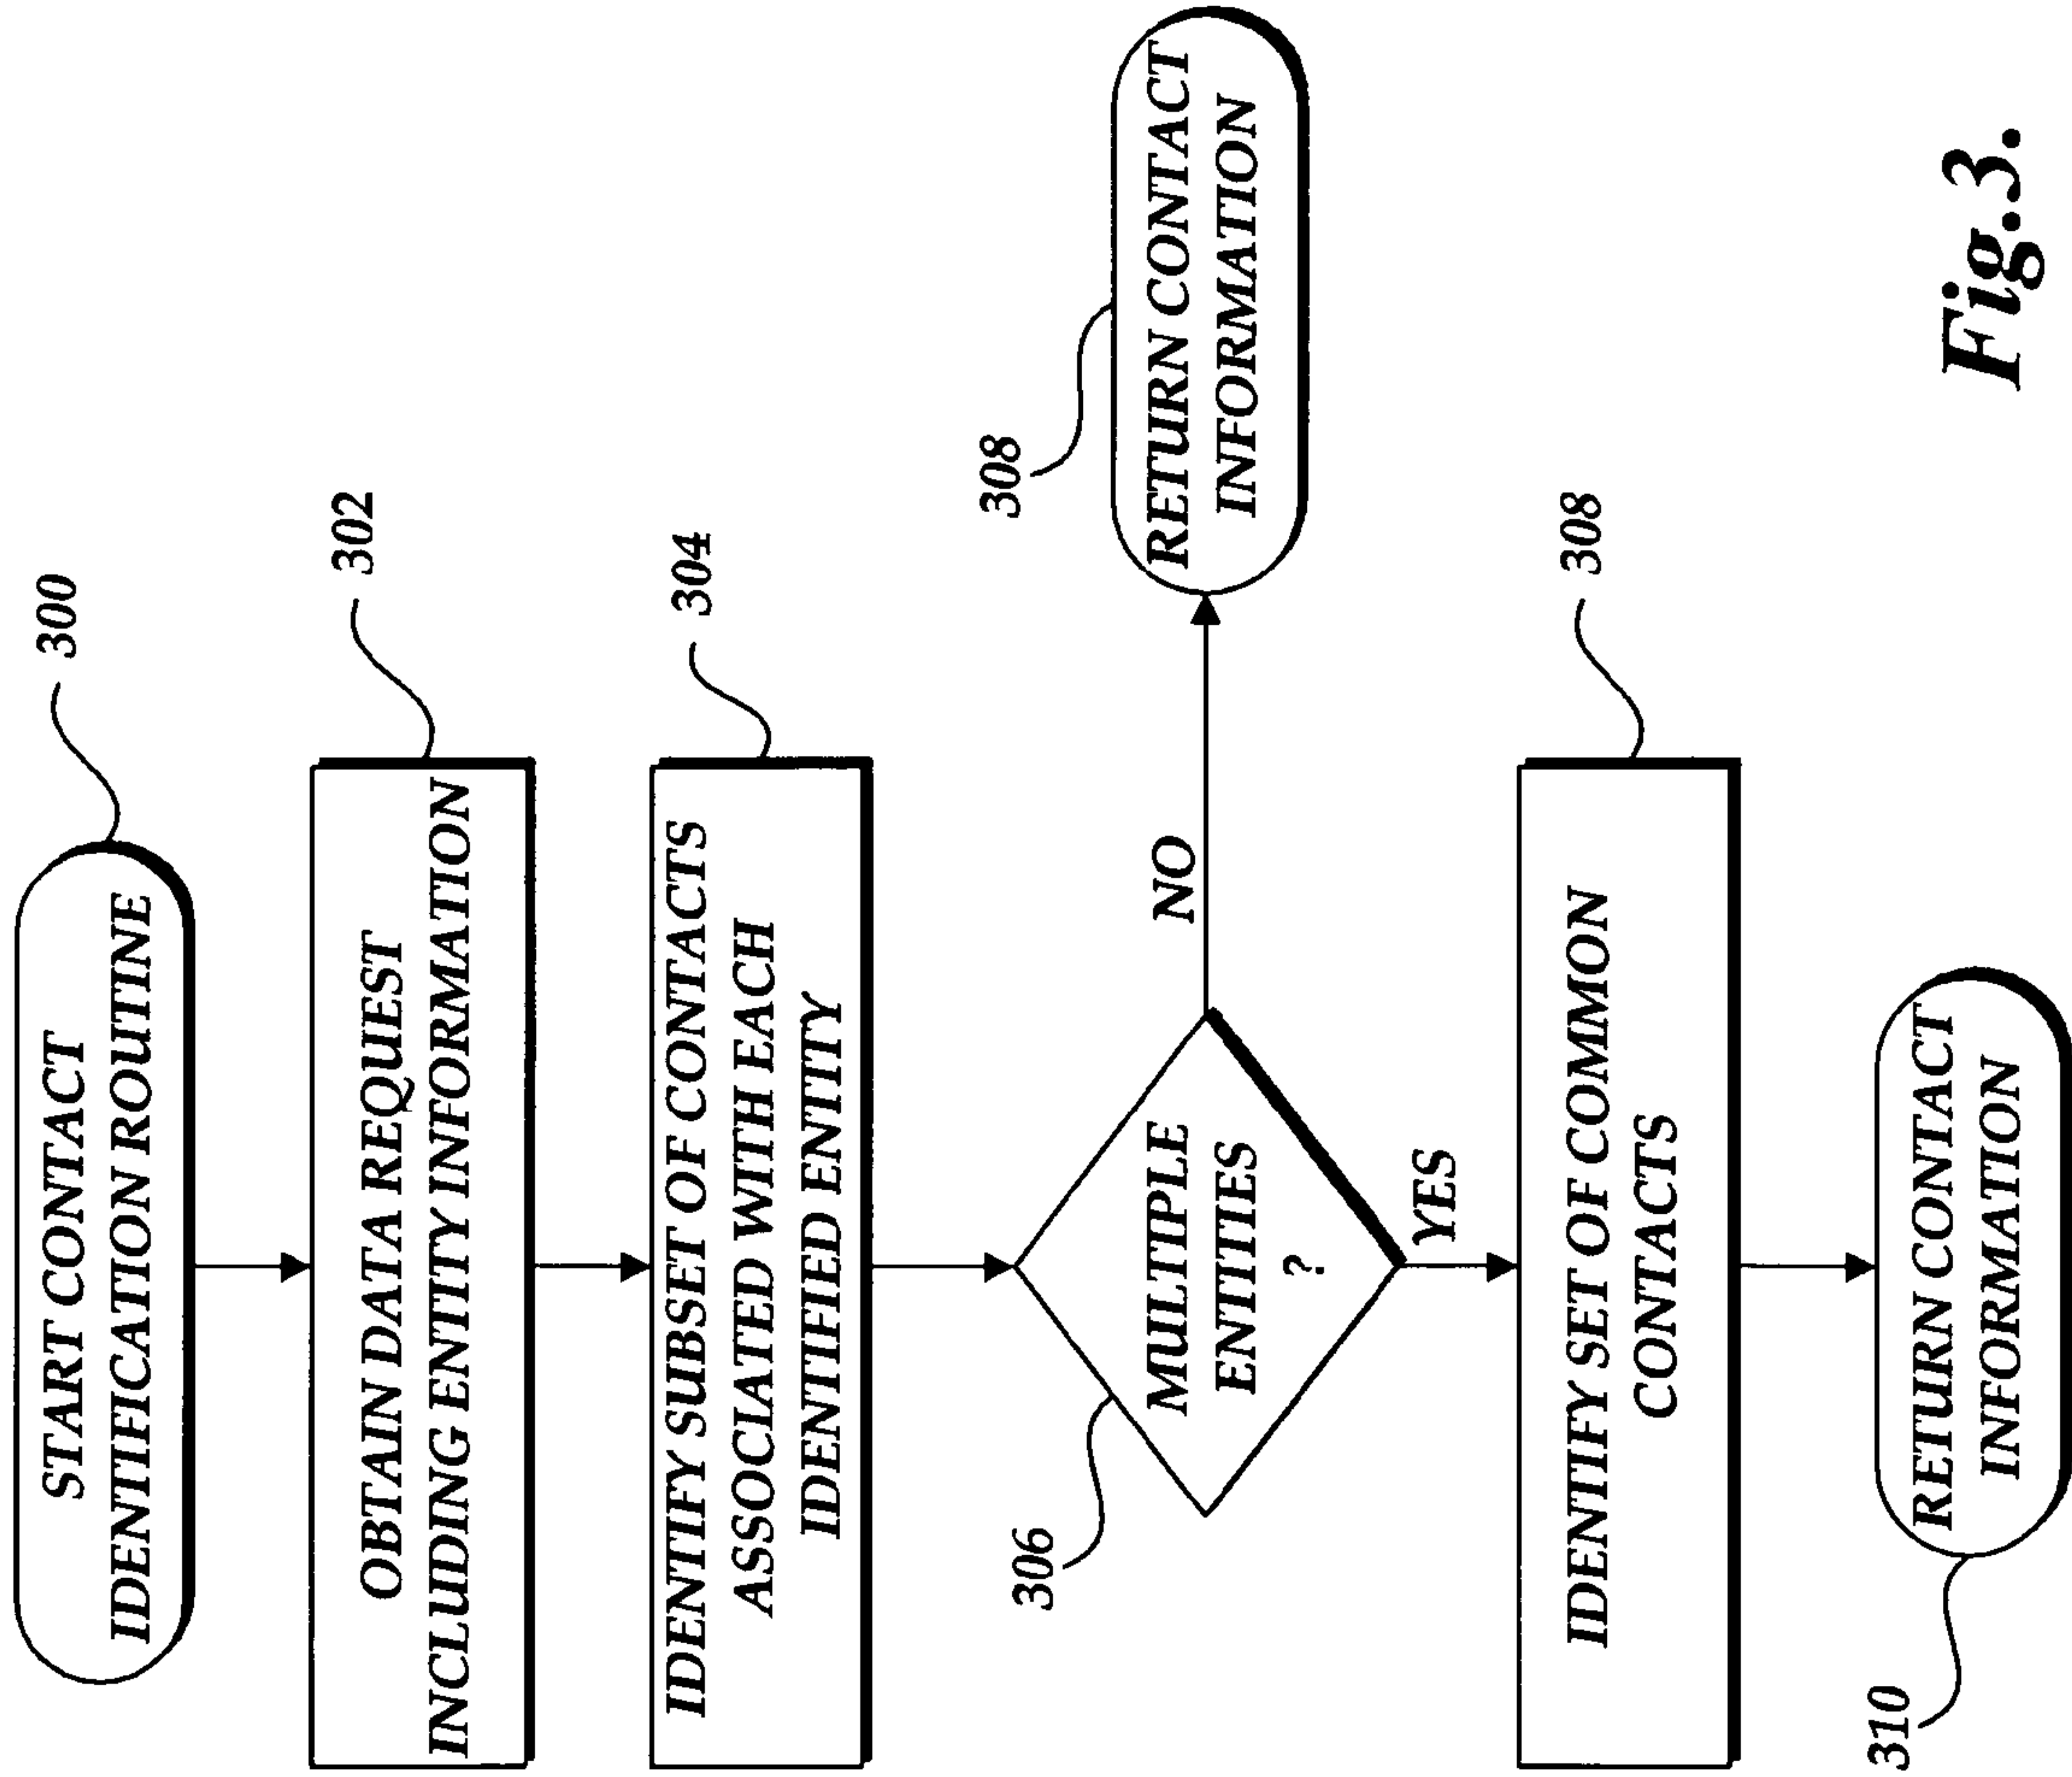 START CONTACT
IDENTIFICATION ROUTINE
300
OBTAIN DATA REQUEST
INCLUDING ENTITY INFORMATION
302
IDENTIFY SUBSET OF CONTACTS
ASSOCIATED WITH EACH
IDENTIFIED ENTITY
304
306
MULTIPLE
ENTITIES
?
NO
308
RETURN CONTACT
INFORMATION
YES
IDENTIFY SET OF COMMON
CONTACTS
308
310
RETURN CONTACT
INFORMATION
Fig.3.